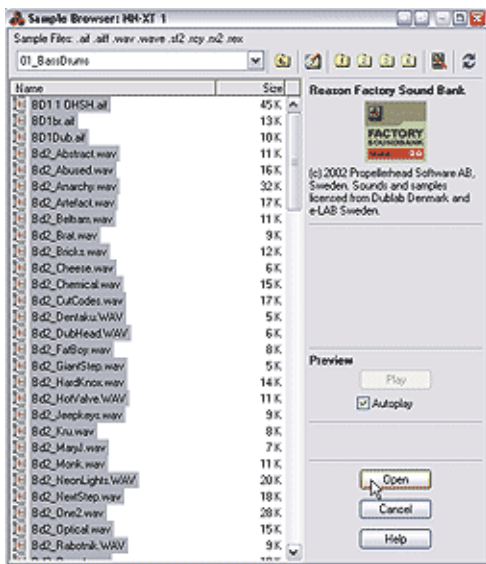 Sample Browser: NN-XT 1
Sample Files: .aif .aiff .wav .wave .sf2 .rcy .rx2 .rex
01_BassDrums
Name Size
BD1 1 OHSH.aif 45K
BD1br.aif 13K
BD1Dub.aif 10K
Bd2_Abstract.wav 11K
Bd2_Abused.wav 16K
Bd2_Anarchy.wav 32K
Bd2_Artefact.wav 17K
Bd2_Beltram.wav 11K
Bd2_Brat.wav 9K
Bd2_Bricks.wav 12K
Bd2_Cheese.wav 6K
Bd2_Chemical.wav 15K
Bd2_CutCodes.wav 17K
Bd2_Dentaku.WAV 5K
Bd2_DubHead.WAV 6K
Bd2_FatBoy.wav 8K
Bd2_GiantStep.wav 5K
Bd2_HardKnox.wav 14K
Bd2_HotValve.WAV 11K
Bd2_Jeepkeys.wav 9K
Bd2_Kru.wav 8K
Bd2_MaryJ.wav 7K
Bd2_Monk.wav 11K
Bd2_NeonLights.WAV 20K
Bd2_NextStep.wav 18K
Bd2_One2.wav 28K
Bd2_Optical.wav 15K
Bd2_Rabotnik.WAV 9K
Reason Factory Sound Bank
FACTORY
SOUNDBANK
(c) 2002 Propellerhead Software AB,
Sweden. Sounds and samples
licensed from Dublab Denmark and
e-LAB Sweden.
Preview
Play
Autoplay
Open
Cancel
Help